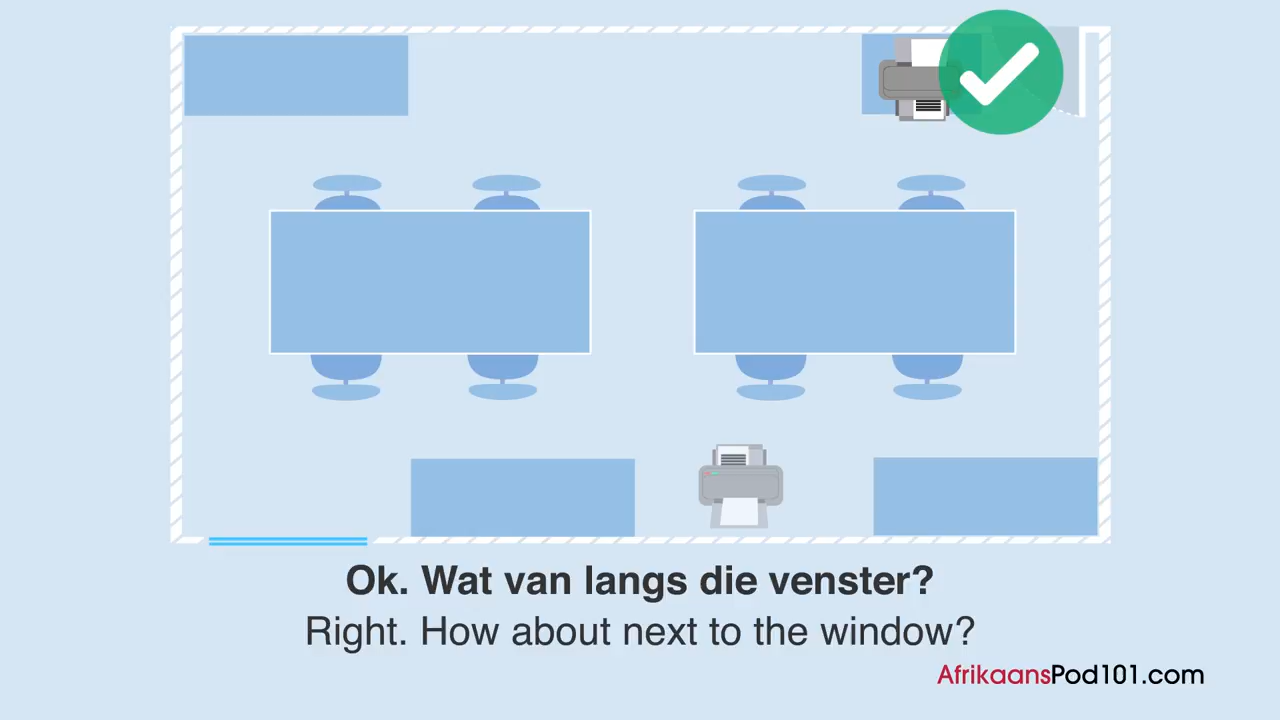 Ok. Wat van langs die venster?
Right. How about next to the window?
AfrikaansPod101.com